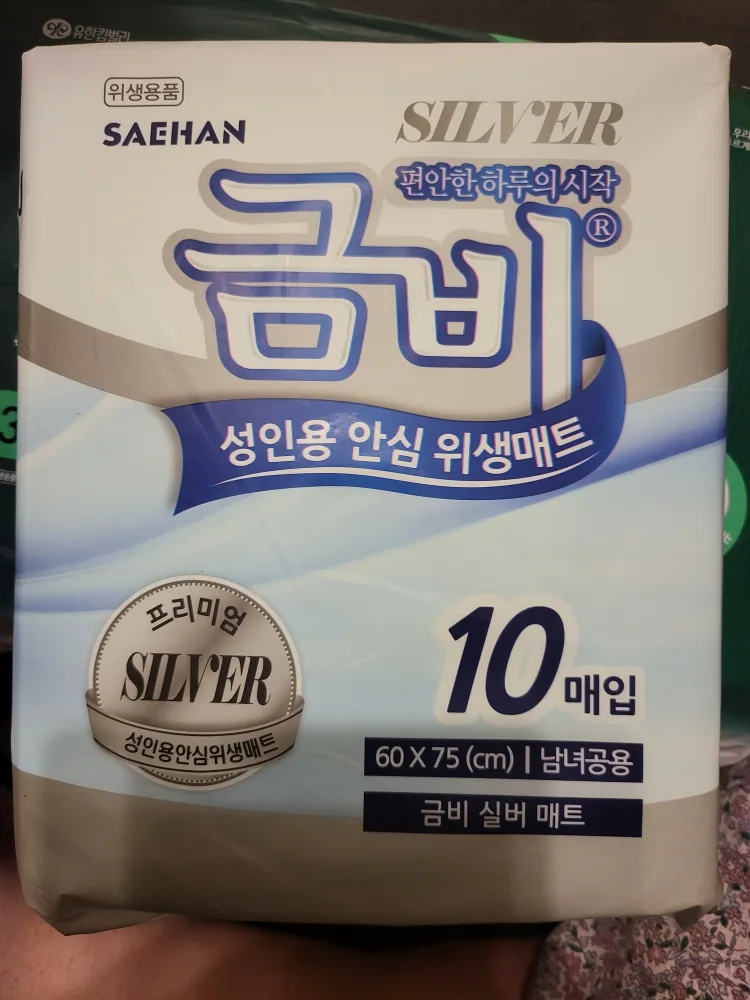 유한킴벌리
위생용품
SAEHAN
SILVER
편안한 하루의 시작
금비®
성인용 안심 위생매트
프리미엄
SILVER
성인용안심위생매트
10매입
60 X 75 (cm) | 남녀공용
금비 실버 매트
3